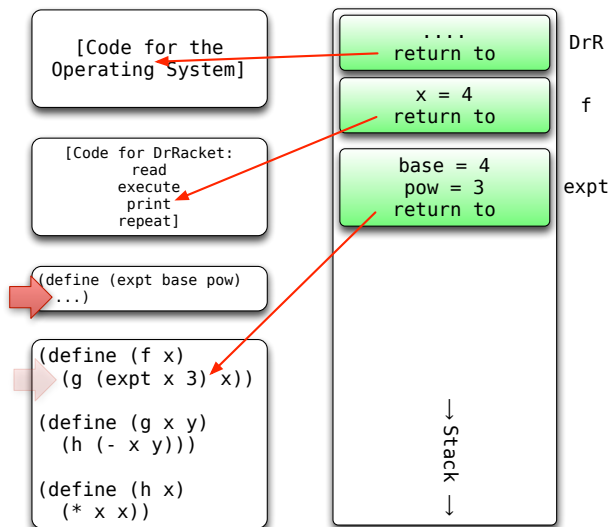 [Code for the
Operating System]
[Code for DrRacket:
read
execute
print
repeat]
(define (expt base pow)
...)
(define (f x)
(g (expt x 3) x))
(define (g x y)
(h (- x y)))
(define (h x)
(* x x))
....
return to
DrR
x = 4
return to
f
base = 4
pow = 3
return to
expt
→ Stack →